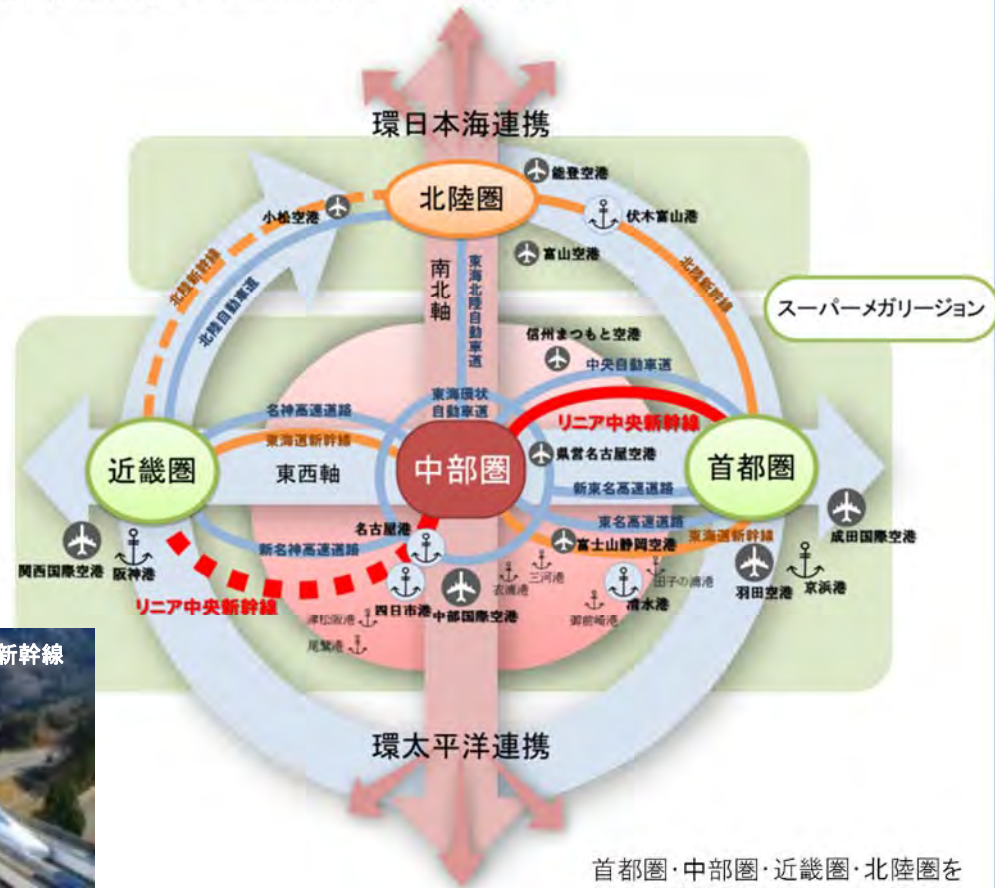 環日本海連携
能登空港
北陸圏
小松空港
伏木富山港
富山空港
北陸新幹線
北陸自動車道
南北軸
東海北陸自動車道
北陸新幹線
スーパーメガリージョン
信州まつもと空港
中央自動車道
東海環状
自動車道
名神高速道路
リニア中央新幹線
東海道新幹線
近畿圏
東西軸
中部圏
県営名古屋空港
首都圏
新東名高速道路
名古屋港
東名高速道路
東海道新幹線
成田国際空港
新名神高速道路
富士山静岡空港
関西国際空港
阪神港
三河港
衣浦港
田子の浦港
羽田空港
京浜港
リニア中央新幹線
四日市港
中部国際空港
清水港
御前崎港
津松阪港
尾鷲港
新幹線
環太平洋連携
首都圏・中部圏・近畿圏・北陸圏を